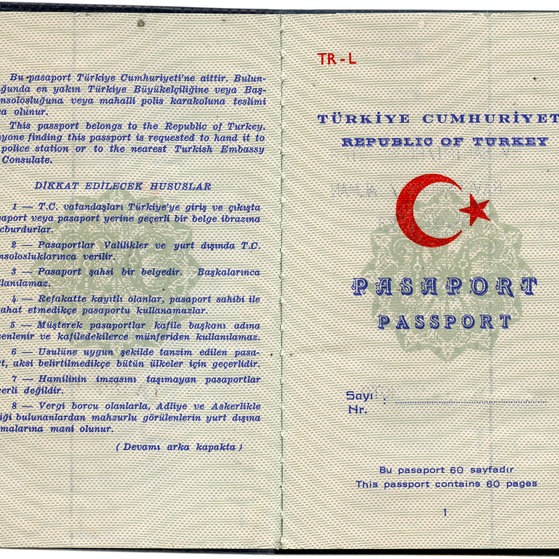 Bu pasaport Türkiye Cumhuriyeti'ne aittir. Bulun-
ğunda en yakın Türkiye Büyükelçiliğine veya Baş-
nsolosluğuna veya mahalli polis karakoluna teslimi
a olunur.
This passport belongs to the Republic of Turkey.
yone finding this passport is requested to hand it to
police station or to the nearest Turkish Embassy
Consulate.
DİKKAT EDİLECEK HUSUSLAR
1 — T.C. vatandaşları Türkiye'ye giriş ve çıkışta
saport veya pasaport yerine geçerli bir belge ibrazına
ecburdurlar.
2 — Pasaportlar Valilikler ve yurt dışında T.C.
nsolosluklarınca verilir.
3 — Pasaport şahsi bir belgedir. Başkalarınca
llanılamaz.
4 — Refakatte kayıtlı olanlar, pasaport sahibi ile
yahat etmedikçe pasaportu kullanamazlar.
5 — Müşterek pasaportlar kafile başkanı adına
zenlenir ve kafiledekilerce münferiden kullanılamaz.
6 — Usulüne uygun şekilde tanzim edilen pasa-
rt, aksi belirtilmedikçe bütün ülkeler için geçerlidir.
7 — Hamilinin imzasını taşımayan pasaportlar
erli değildir.
8 — Vergi borcu olanlarla, Adliye ve Askerlikle
iği bulunanlardan mahzurlu görülenlerin yurt dışına
malarına mani olunur.
( Devamı arka kapakta )
TR-L
TÜRKİYE CUMHURİYET
REPUBLIC OF TURKEY
PASAPORT
PASSPORT
Sayı
Nr.
Bu pasaport 60 sayfadır
This passport contains 60 pages
1